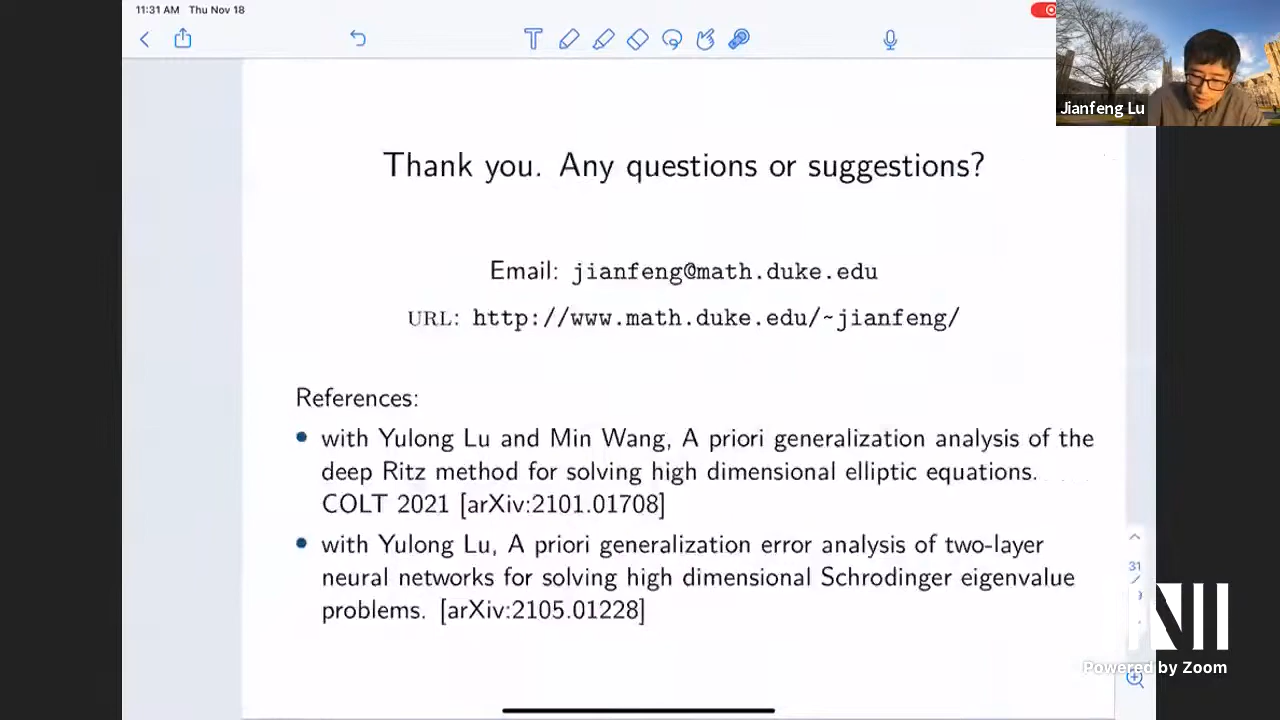 11:31 AM Thu Nov 18
Jianfeng Lu
Thank you. Any questions or suggestions?
Email: jianfeng@math.duke.edu
URL: http://www.math.duke.edu/~jianfeng/
References:
• with Yulong Lu and Min Wang, A priori generalization analysis of the
deep Ritz method for solving high dimensional elliptic equations.
COLT 2021 [arXiv:2101.01708]
• with Yulong Lu, A priori generalization error analysis of two-layer
neural networks for solving high dimensional Schrodinger eigenvalue
problems. [arXiv:2105.01228]
31
Powered by Zoom